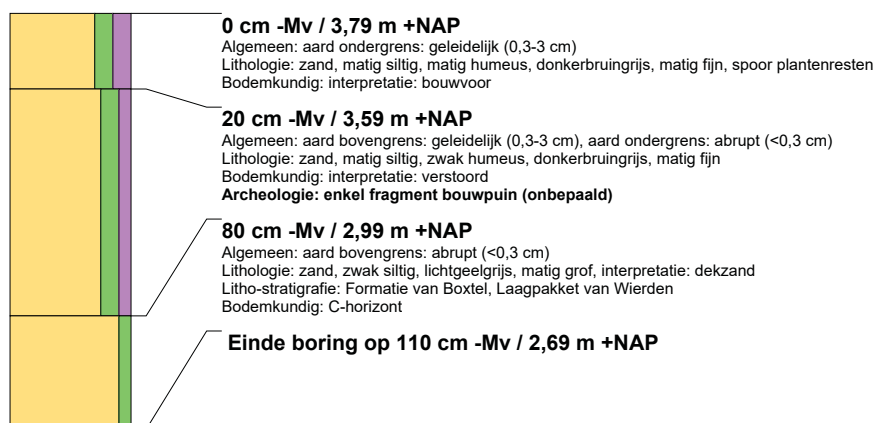 0 cm -Mv / 3,79 m +NAP
Algemeen: aard ondergrens: geleidelijk (0,3-3 cm)
Lithologie: zand, matig siltig, matig humeus, donkerbruingrijs, matig fijn, spoor plantenresten
Bodemkundig: interpretatie: bouwvoor
20 cm -Mv / 3,59 m +NAP
Algemeen: aard bovengrens: geleidelijk (0,3-3 cm), aard ondergrens: abrupt (<0,3 cm)
Lithologie: zand, matig siltig, zwak humeus, donkerbruingrijs, matig fijn
Bodemkundig: interpretatie: verstoord
Archeologie: enkel fragment bouwpuin (onbepaald)
80 cm -Mv / 2,99 m +NAP
Algemeen: aard bovengrens: abrupt (<0,3 cm)
Lithologie: zand, zwak siltig, lichtgeelgrijs, matig grof, interpretatie: dekzand
Litho-stratigrafie: Formatie van Boxtel, Laagpakket van Wierden
Bodemkundig: C-horizont
Einde boring op 110 cm -Mv / 2,69 m +NAP